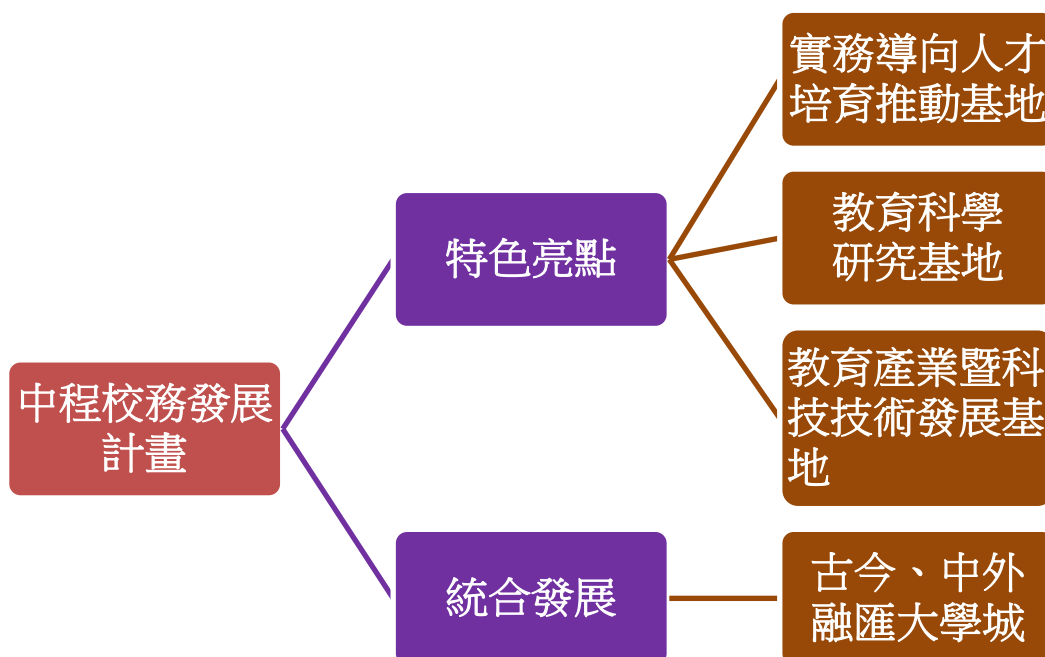 中程校務發展
計畫
特色亮點
實務導向人才
培育推動基地
教育科學
研究基地
教育產業暨科
技技術發展基
地
統合發展
古今、中外
融匯大學城